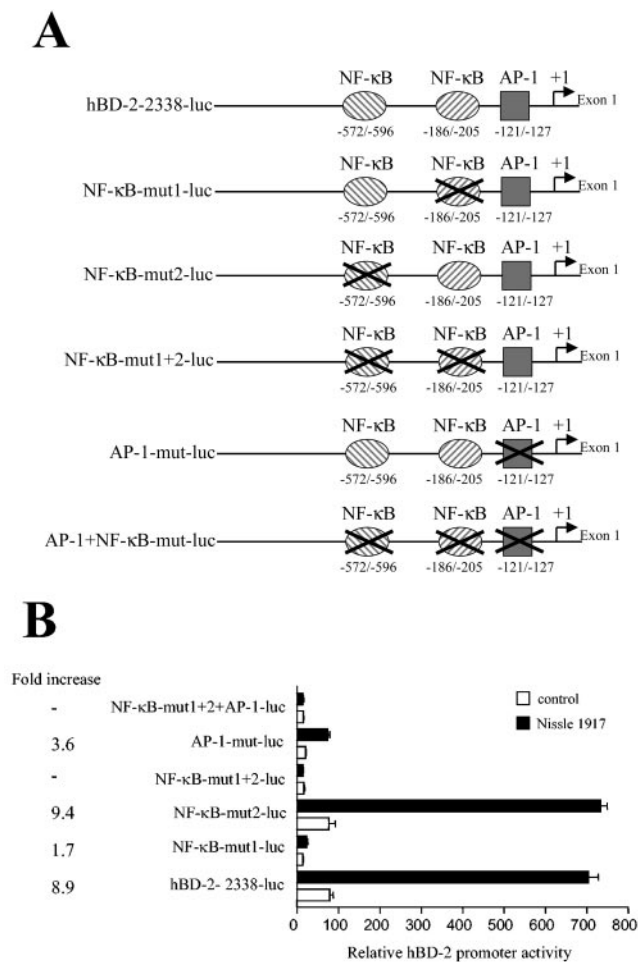 A
NF-κB NF-κB AP-1 +1
hBD-2-2338-luc Exon 1
-572/-596 -186/-205 -121/-127
NF-κB NF-κB AP-1 +1
NF-κB-mut1-luc Exon 1
-572/-596 -186/-205 -121/-127
NF-κB NF-κB AP-1 +1
NF-κB-mut2-luc Exon 1
-572/-596 -186/-205 -121/-127
NF-κB NF-κB AP-1 +1
NF-κB-mut1+2-luc Exon 1
-572/-596 -186/-205 -121/-127
NF-κB NF-κB AP-1 +1
AP-1-mut-luc Exon 1
-572/-596 -186/-205 -121/-127
NF-κB NF-κB AP-1 +1
AP-1+NF-κB-mut-luc Exon 1
-572/-596 -186/-205 -121/-127
B
Fold increase
control
Nissle 1917
- NF-κB-mut1+2+AP-1-luc
3.6 AP-1-mut-luc
- NF-κB-mut1+2-luc
9.4 NF-κB-mut2-luc
1.7 NF-κB-mut1-luc
8.9 hBD-2- 2338-luc
0 100 200 300 400 500 600 700 800
Relative hBD-2 promoter activity